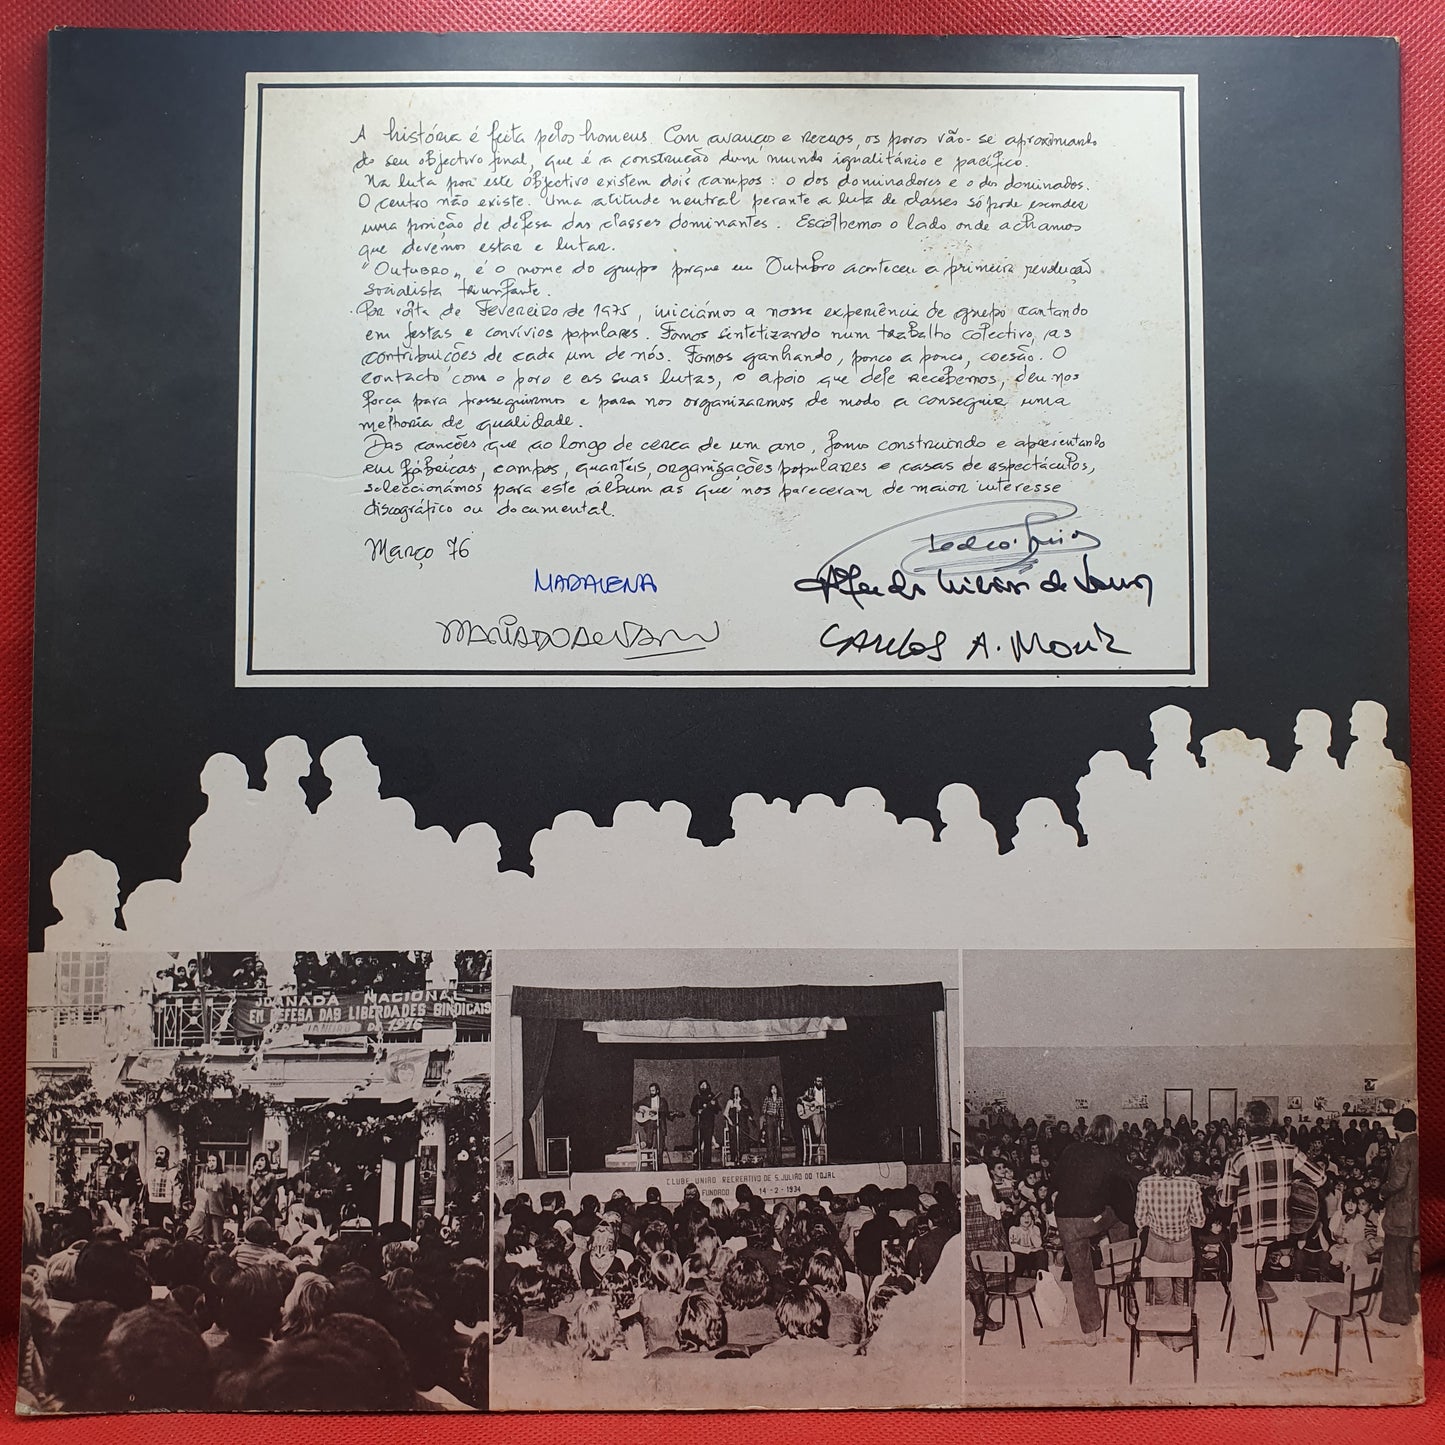 A história é feita pelos homens. Com avanços e recuos, os povos vão-se aproximando
do seu objectivo final, que é a construção dum mundo igualitário e pacífico.
Na luta por este objectivo existem dois campos: o dos dominadores e o dos dominados.
O centro não existe. Uma atitude neutral perante a luta de classes só pode esconder
uma posição de defesa das classes dominantes. Escolhemos o lado onde achamos
que devemos estar e lutar.
"Outubro" é o nome do grupo porque em Outubro aconteceu a primeira revolução
socialista triunfante.
Por volta de Fevereiro de 1975, iniciámos a nossa experiência de grupo cantando
em festas e convívios populares. Fomos sintetizando num trabalho colectivo, as
contribuições de cada um de nós. Fomos ganhando, pouco a pouco, coesão. O
contacto com o povo e as suas lutas, o apoio que dele recebemos, deu-nos
força para prosseguirmos e para nos organizarmos de modo a conseguir uma
melhoria de qualidade.
Das canções que ao longo de cerca de um ano, fomos construindo e apresentando
em fábricas, campos, quartéis, organizações populares e casas de espectáculos,
seleccionámos para este álbum as que nos pareceram de maior interesse
discográfico ou documental.
Março 76
MADALENA
CARLOS A. MONIZ
JORNADA NACIONAL
EM DEFESA DAS LIBERDADES SINDICAIS
JANEIRO DE 1976
CLUBE UNIÃO RECREATIVO DE S. JULIÃO DO TOJAL
FUNDADO 14-2-1934